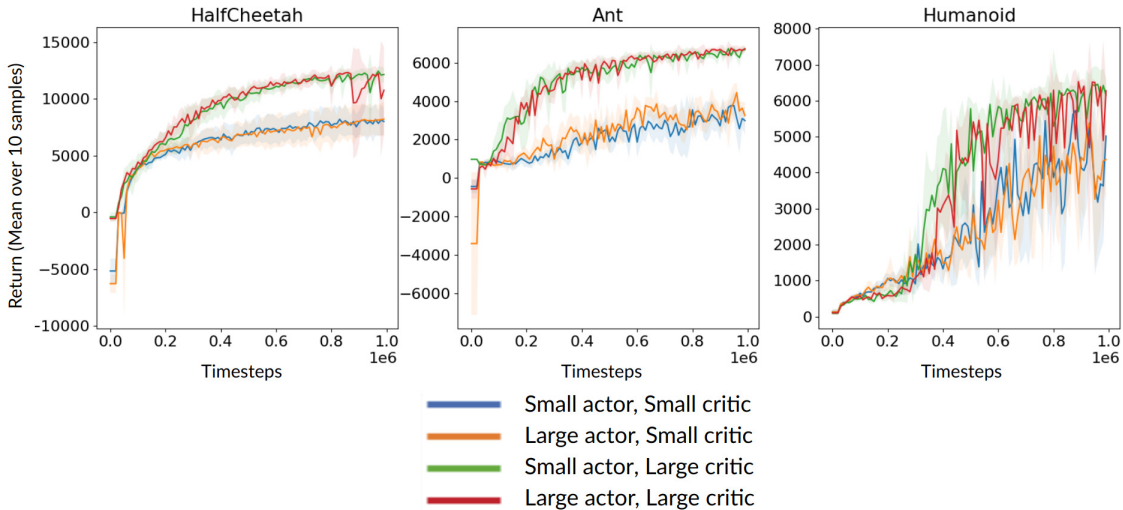 HalfCheetah
Ant
Humanoid
Return (Mean over 10 samples)
15000
10000
5000
0
−5000
-10000
0.0 0.2 0.4 0.6 0.8 1.0
1e6
Timesteps
6000
4000
2000
0
−2000
−4000
−6000
0.0 0.2 0.4 0.6 0.8 1.0
1e6
Timesteps
8000
7000
6000
5000
4000
3000
2000
1000
0
0.0 0.2 0.4 0.6 0.8 1.0
1e6
Timesteps
Small actor, Small critic
Large actor, Small critic
Small actor, Large critic
Large actor, Large critic